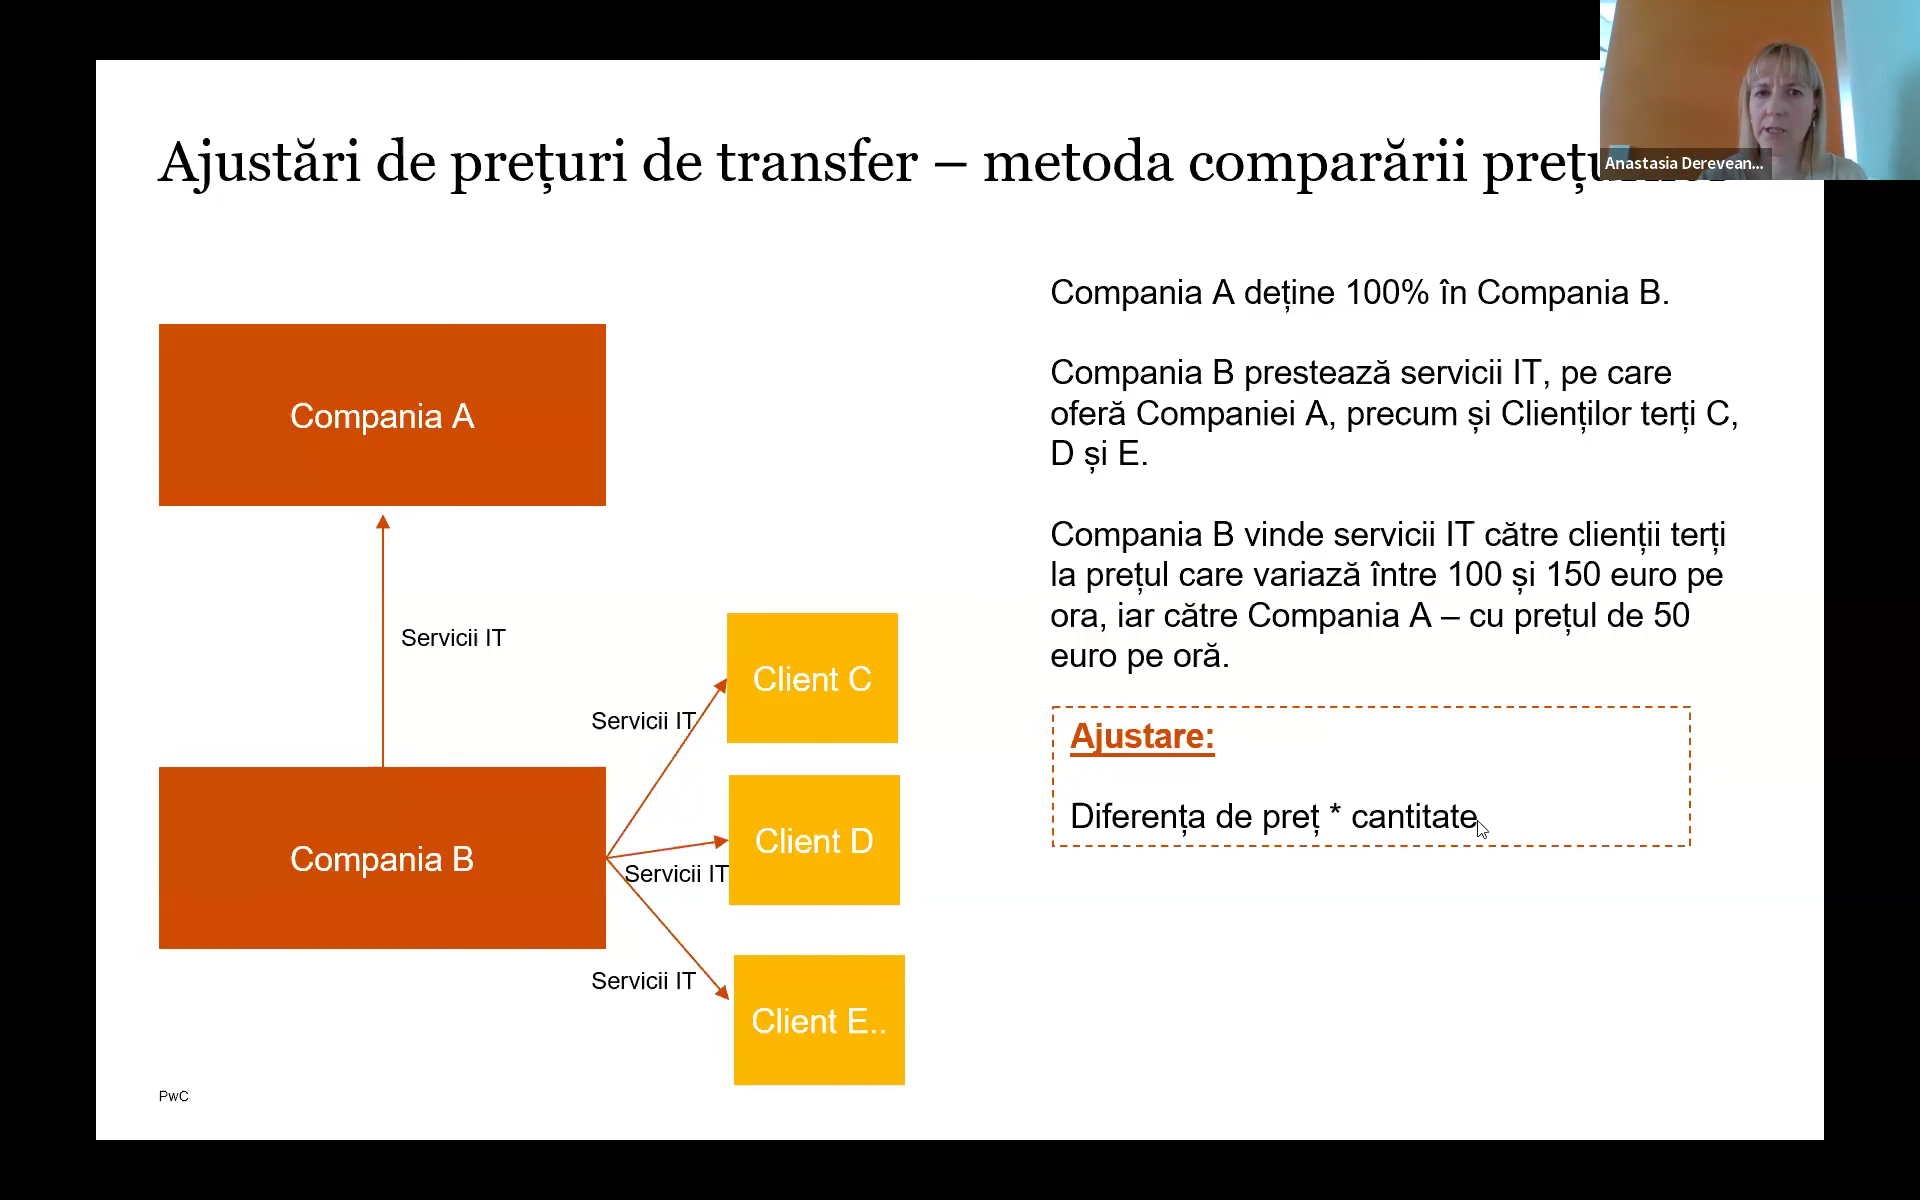 Ajustări de prețuri de transfer – metoda comparării
Anastasia Derevean...
Compania A deține 100% în Compania B.
Compania B prestează servicii IT, pe care
oferă Companiei A, precum și Clienților terți C,
D și E.
Compania B vinde servicii IT către clienții terți
la prețul care variază între 100 și 150 euro pe
ora, iar către Compania A – cu prețul de 50
euro pe oră.
Ajustare:
Diferența de preț * cantitate
Compania A
Servicii IT
Client C
Servicii IT
Client D
Compania B
Servicii IT
Servicii IT
Client E..
PwC